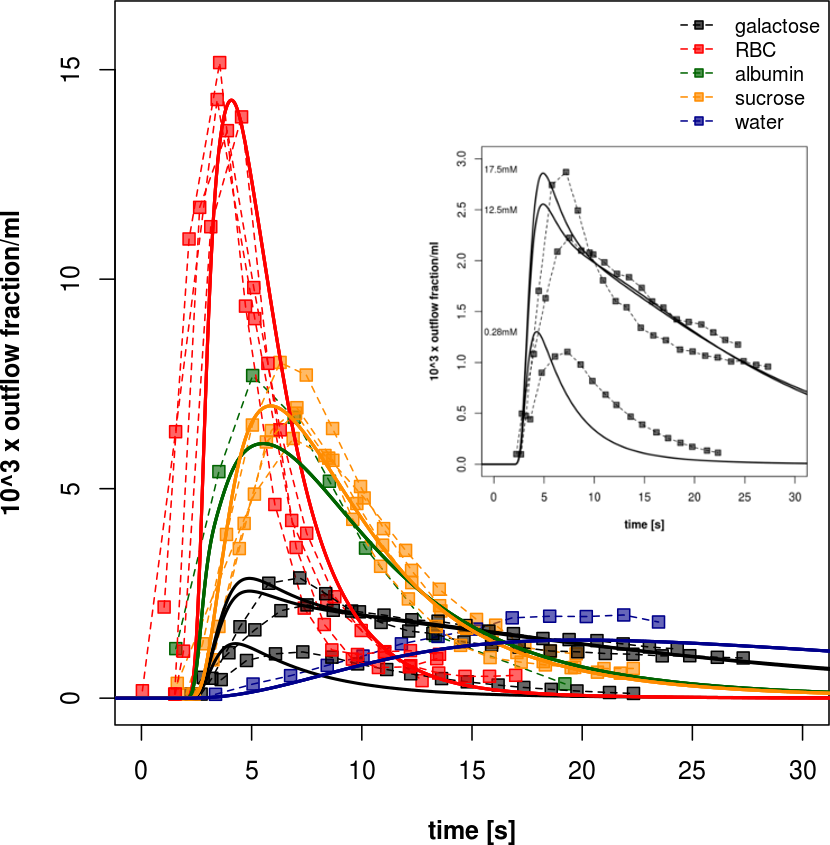 galactose
RBC
albumin
sucrose
water
10^3 x outflow fraction/ml
15
10
5
0
0 5 10 15 20 25 30
time [s]
10^3 x outflow fraction/ml
3.0
2.5
2.0
1.5
1.0
0.5
0.0
17.5mM
12.5mM
0.28mM
0 5 10 15 20 25 30
time [s]